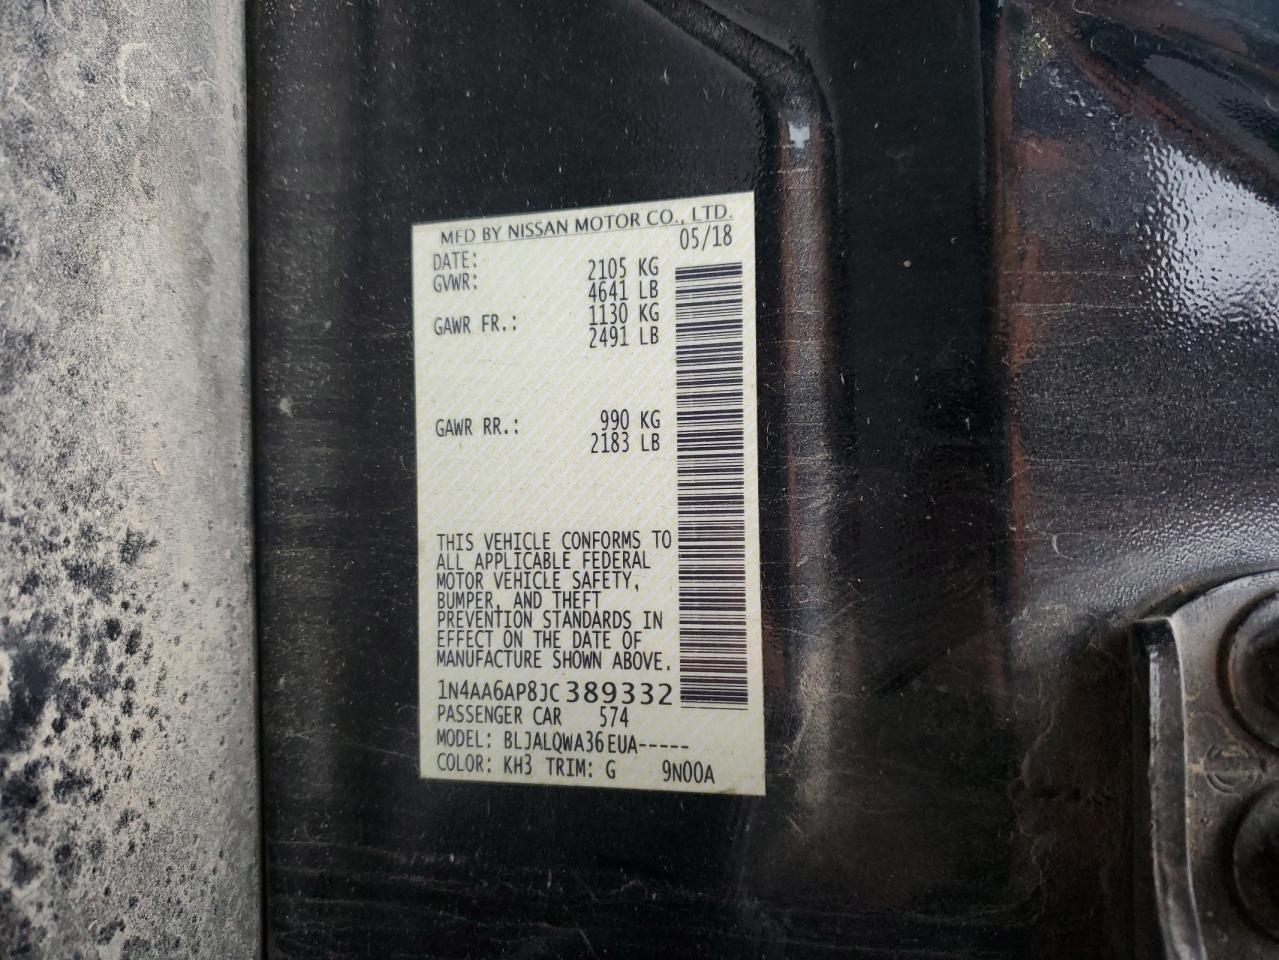 MFD BY NISSAN MOTOR CO., LTD.
DATE: 05/18
GVWR: 2105 KG
4641 LB
GAWR FR.: 1130 KG
2491 LB
GAWR RR.: 990 KG
2183 LB
THIS VEHICLE CONFORMS TO
ALL APPLICABLE FEDERAL
MOTOR VEHICLE SAFETY,
BUMPER, AND THEFT
PREVENTION STANDARDS IN
EFFECT ON THE DATE OF
MANUFACTURE SHOWN ABOVE.
1N4AA6AP8JC389332
PASSENGER CAR 574
MODEL: BLJALQWA36EUA-----
COLOR: KH3 TRIM: G 9N00A